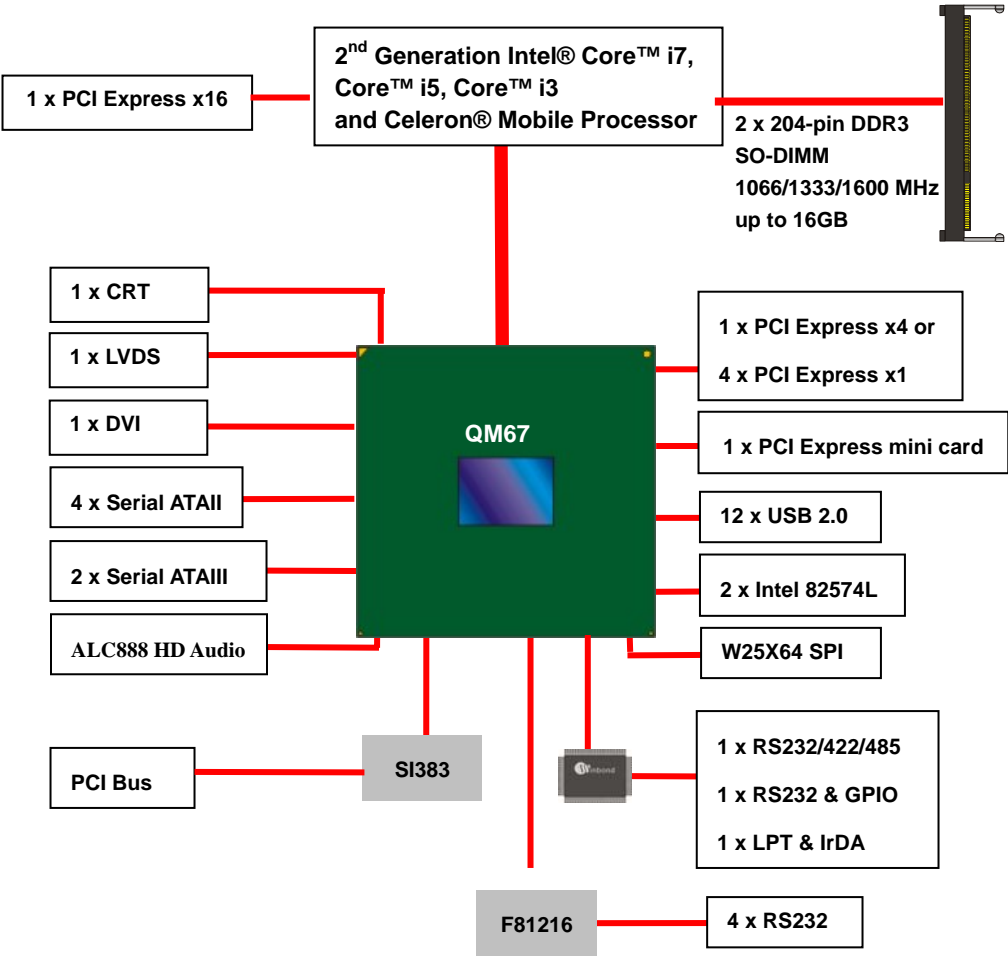 2nd Generation Intel® Core™ i7,
Core™ i5, Core™ i3
and Celeron® Mobile Processor
1 x PCI Express x16
2 x 204-pin DDR3
SO-DIMM
1066/1333/1600 MHz
up to 16GB
1 x CRT
1 x LVDS
1 x DVI
4 x Serial ATAII
2 x Serial ATAIII
ALC888 HD Audio
QM67
1 x PCI Express x4 or
4 x PCI Express x1
1 x PCI Express mini card
12 x USB 2.0
2 x Intel 82574L
W25X64 SPI
PCI Bus
SI383
Winbond
1 x RS232/422/485
1 x RS232 & GPIO
1 x LPT & IrDA
F81216
4 x RS232